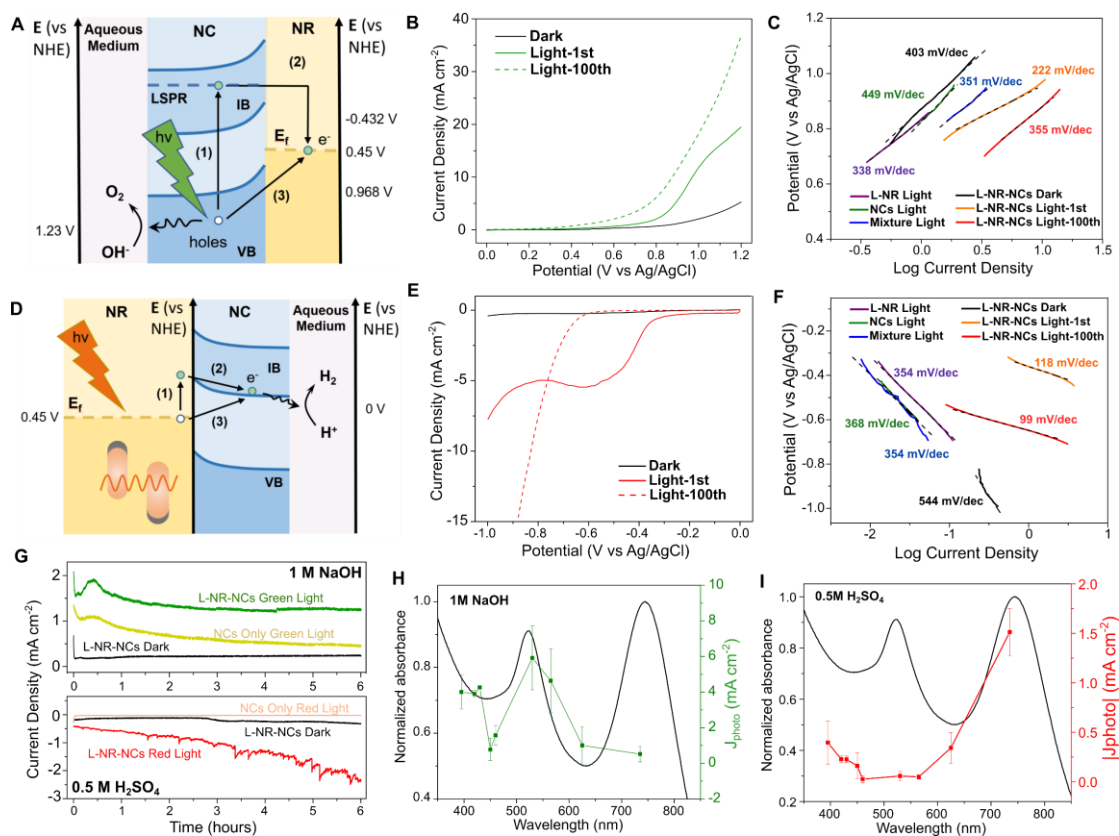 A
E (vs NHE)
Aqueous Medium
NC
NR
E (vs NHE)
(2)
LSPR
IB
-0.432 V
hv
(1)
E_f
e⁻
0.45 V
(3)
0.968 V
O₂
1.23 V
OH⁻
holes
VB
B
Current Density (mA cm⁻²)
40
35
30
25
20
15
10
5
0
Dark
Light-1st
Light-100th
0.0 0.2 0.4 0.6 0.8 1.0 1.2
Potential (V vs Ag/AgCl)
C
Potential (V vs Ag/AgCl)
1.2
1.0
0.8
0.6
0.4
403 mV/dec
351 mV/dec
222 mV/dec
449 mV/dec
355 mV/dec
338 mV/dec
L-NR Light
NCs Light
Mixture Light
L-NR-NCs Dark
L-NR-NCs Light-1st
L-NR-NCs Light-100th
-0.5 0.0 0.5 1.0 1.5
Log Current Density
D
NR
E (vs NHE)
NC
Aqueous Medium
E (vs NHE)
hv
(1)
(2)
e⁻
IB
H₂
E_f
0.45 V
(3)
0 V
H⁺
VB
E
Current Density (mA cm⁻²)
0
-5
-10
-15
Dark
Light-1st
Light-100th
-1.0 -0.8 -0.6 -0.4 -0.2 0.0
Potential (V vs Ag/AgCl)
F
Potential (V vs Ag/AgCl)
-0.2
-0.4
-0.6
-0.8
-1.0
L-NR Light
NCs Light
Mixture Light
L-NR-NCs Dark
L-NR-NCs Light-1st
L-NR-NCs Light-100th
354 mV/dec
118 mV/dec
368 mV/dec
99 mV/dec
354 mV/dec
544 mV/dec
-2 -1 0 1
Log Current Density
G
Current Density (mA cm⁻²)
2
1
0
1 M NaOH
L-NR-NCs Green Light
NCs Only Green Light
L-NR-NCs Dark
0 1 2 3 4 5 6
0
-1
-2
-3
NCs Only Red Light
L-NR-NCs Dark
L-NR-NCs Red Light
0.5 M H₂SO₄
0 1 2 3 4 5 6
Time (hours)
H
Normalized absorbance
1.0
0.8
0.6
0.4
1M NaOH
10
8
6
4
2
0
-2
J_photo (mA cm⁻²)
400 500 600 700 800
Wavelength (nm)
I
Normalized absorbance
1.0
0.8
0.6
0.4
0.2
0.5M H₂SO₄
2.0
1.5
1.0
0.5
0.0
|Jphoto| (mA cm⁻²)
400 500 600 700 800
Wavelength (nm)